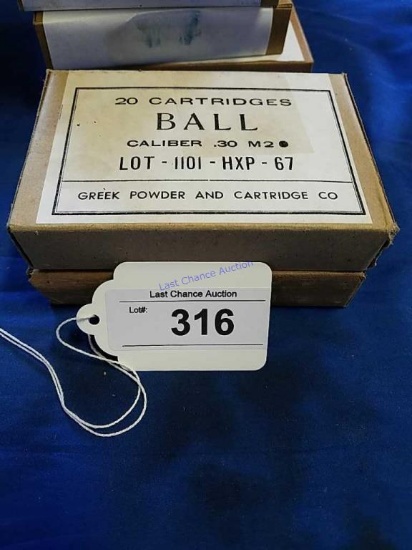 20 CARTRIDGES
BALL
CALIBER .30 M2
LOT - 1101 - HXP - 67
GREEK POWDER AND CARTRIDGE CO
Last Chance Auction
Last Chance Auction
Lot#:
316